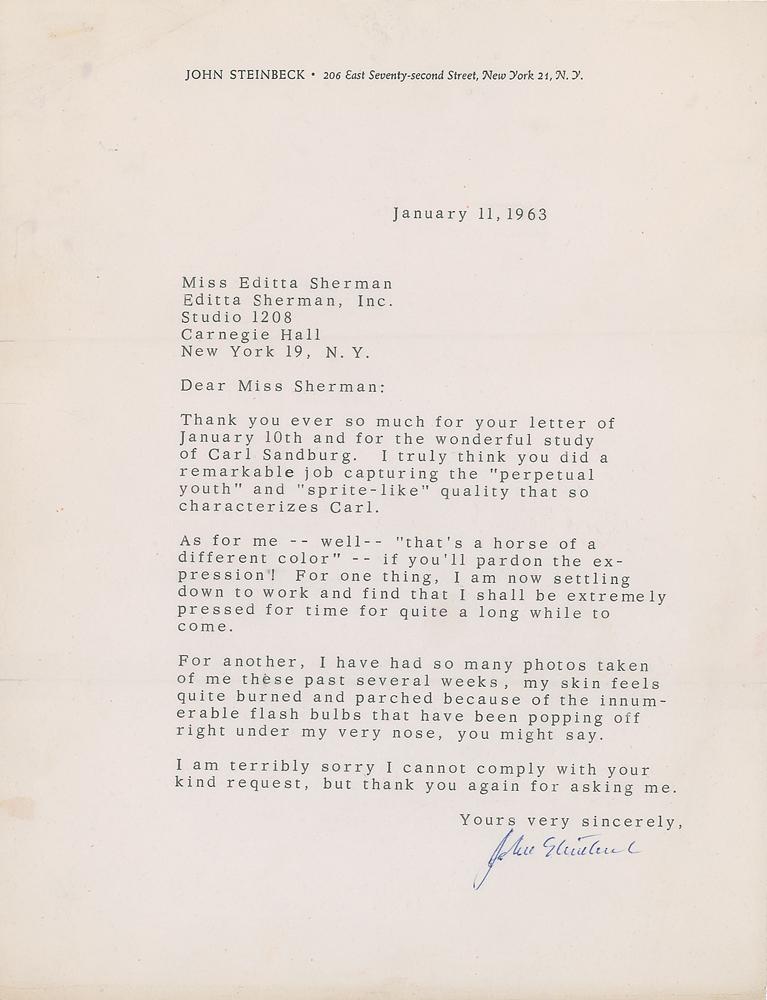 JOHN STEINBECK • 206 East Seventy-second Street, New York 21, N. Y.
January 11, 1963
Miss Editta Sherman
Editta Sherman, Inc.
Studio 1208
Carnegie Hall
New York 19, N. Y.
Dear Miss Sherman:
Thank you ever so much for your letter of
January 10th and for the wonderful study
of Carl Sandburg.  I truly think you did a
remarkable job capturing the "perpetual
youth" and "sprite-like" quality that so
characterizes Carl.
As for me -- well-- "that's a horse of a
different color" -- if you'll pardon the ex-
pression'!  For one thing, I am now settling
down to work and find that I shall be extremely
pressed for time for quite a long while to
come.
For another, I have had so many photos taken
of me these past several weeks, my skin feels
quite burned and parched because of the innum-
erable flash bulbs that have been popping off
right under my very nose, you might say.
I am terribly sorry I cannot comply with your
kind request, but thank you again for asking me.
Yours very sincerely,
John Steinbeck